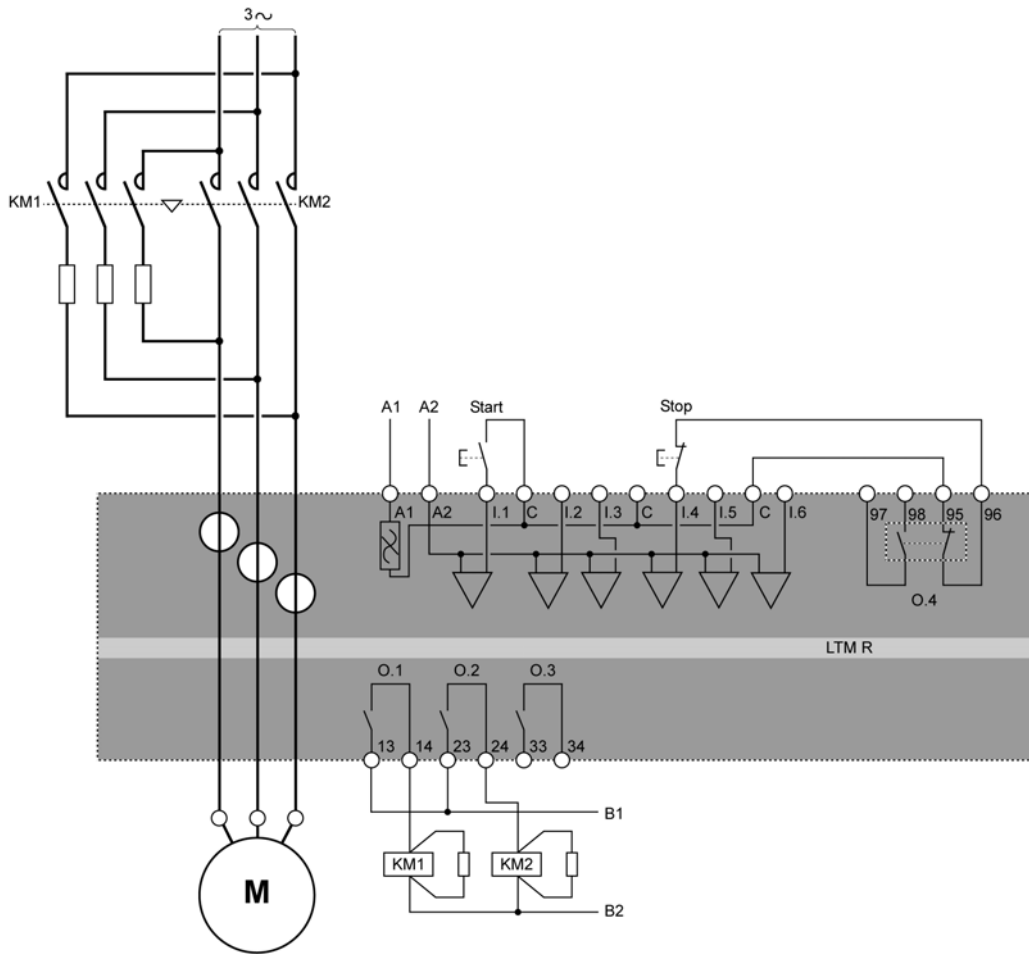 3~
KM1
KM2
A1 A2 Start Stop
A1 A2 I.1 C I.2 I.3 C I.4 I.5 C I.6 97 98 95 96
O.4
LTM R
O.1 O.2 O.3
13 14 23 24 33 34
B1
KM1 KM2
M
B2